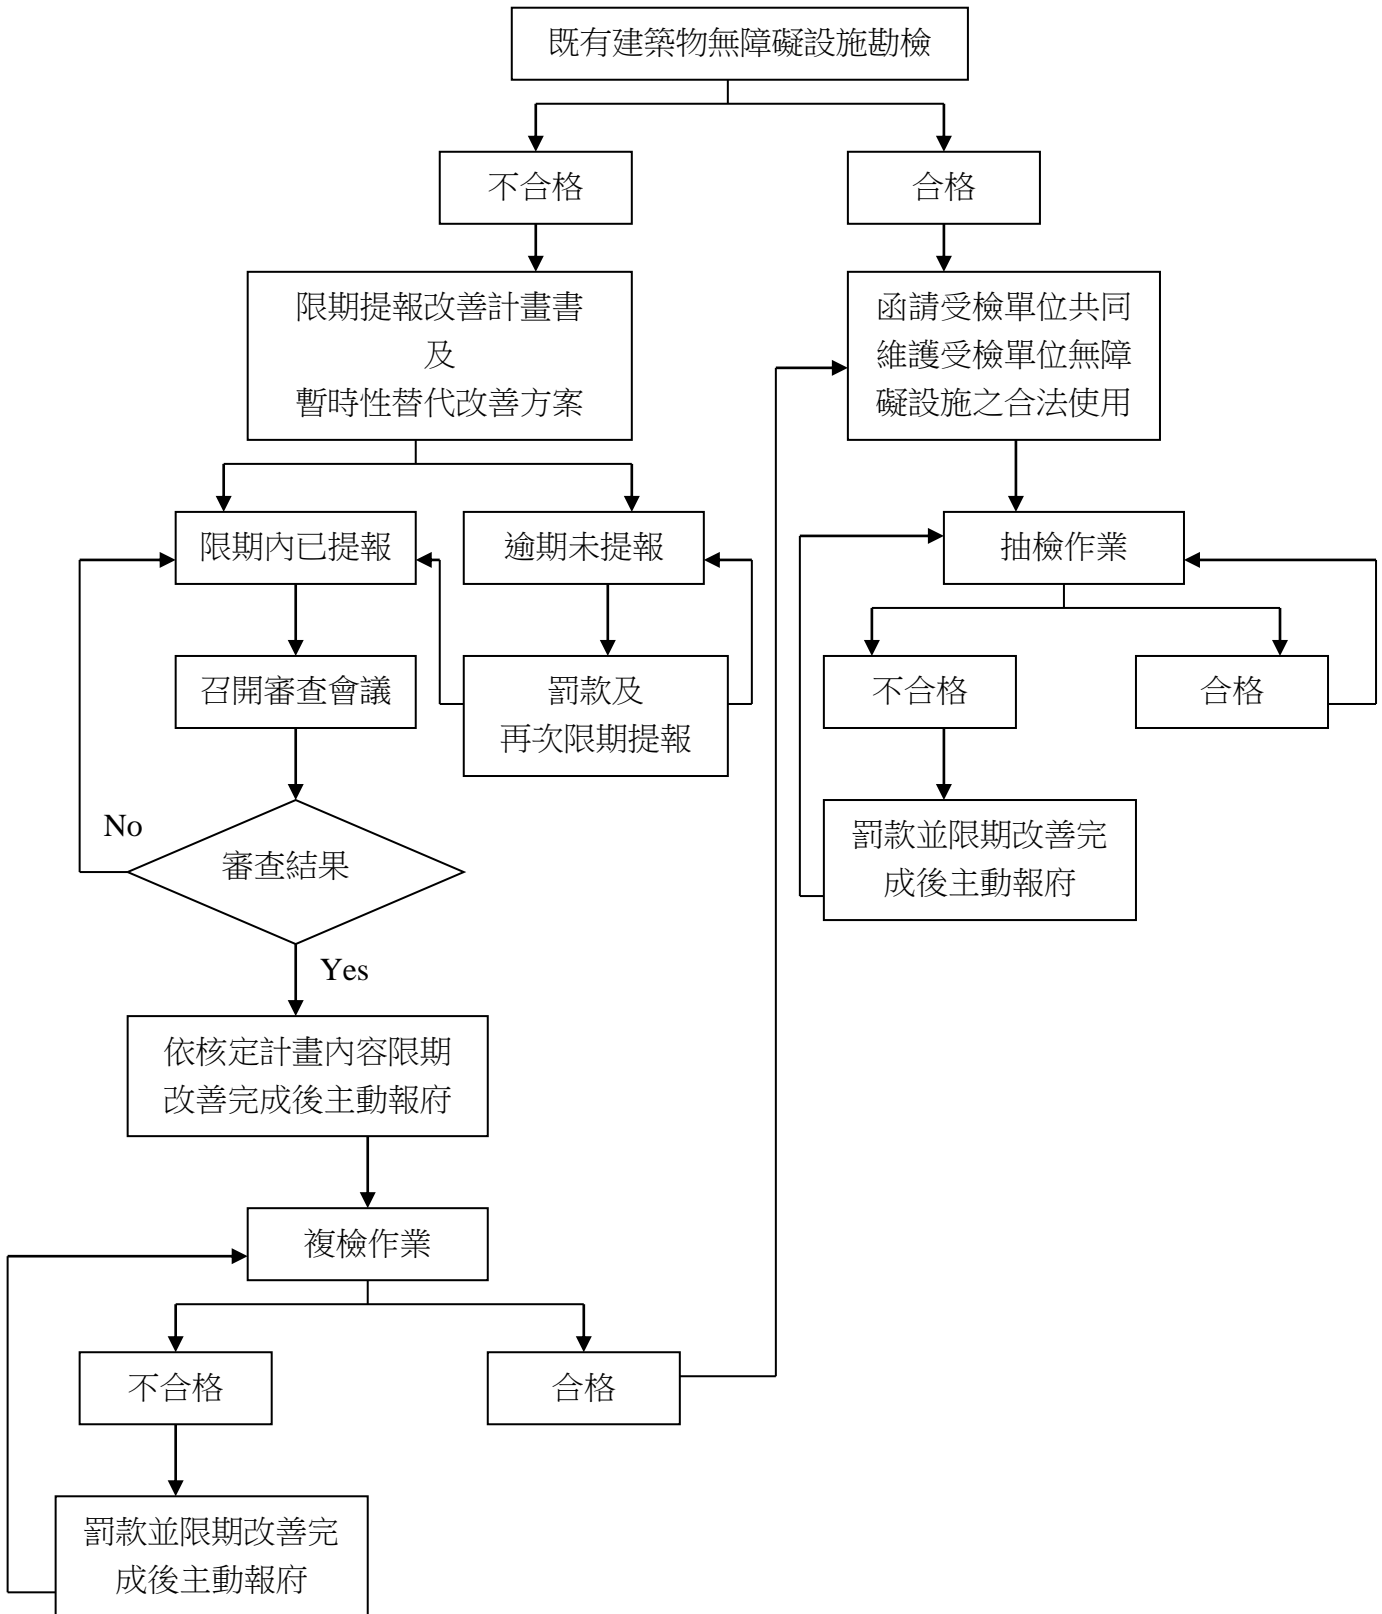 既有建築物無障礙設施勘檢
不合格
合格
限期提報改善計畫書
及
暫時性替代改善方案
函請受檢單位共同
維護受檢單位無障
礙設施之合法使用
限期內已提報
逾期未提報
抽檢作業
召開審查會議
罰款及
再次限期提報
不合格
合格
No
審查結果
罰款並限期改善完
成後主動報府
Yes
依核定計畫內容限期
改善完成後主動報府
複檢作業
不合格
合格
罰款並限期改善完
成後主動報府